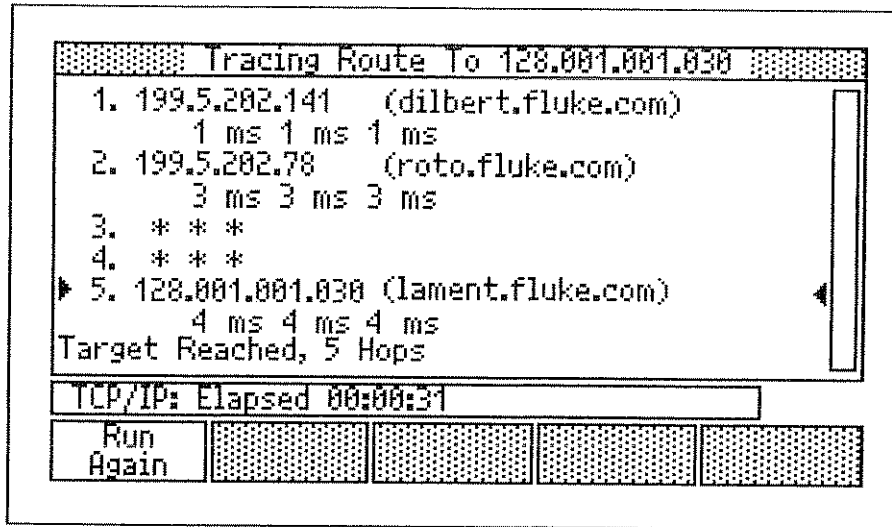 Tracing Route To 128.001.001.030
1. 199.5.202.141 (dilbert.fluke.com)
1 ms 1 ms 1 ms
2. 199.5.202.78 (roto.fluke.com)
3 ms 3 ms 3 ms
3. * * *
4. * * *
5. 128.001.001.030 (lament.fluke.com)
4 ms 4 ms 4 ms
Target Reached, 5 Hops
TCP/IP: Elapsed 00:00:31
Run
Again